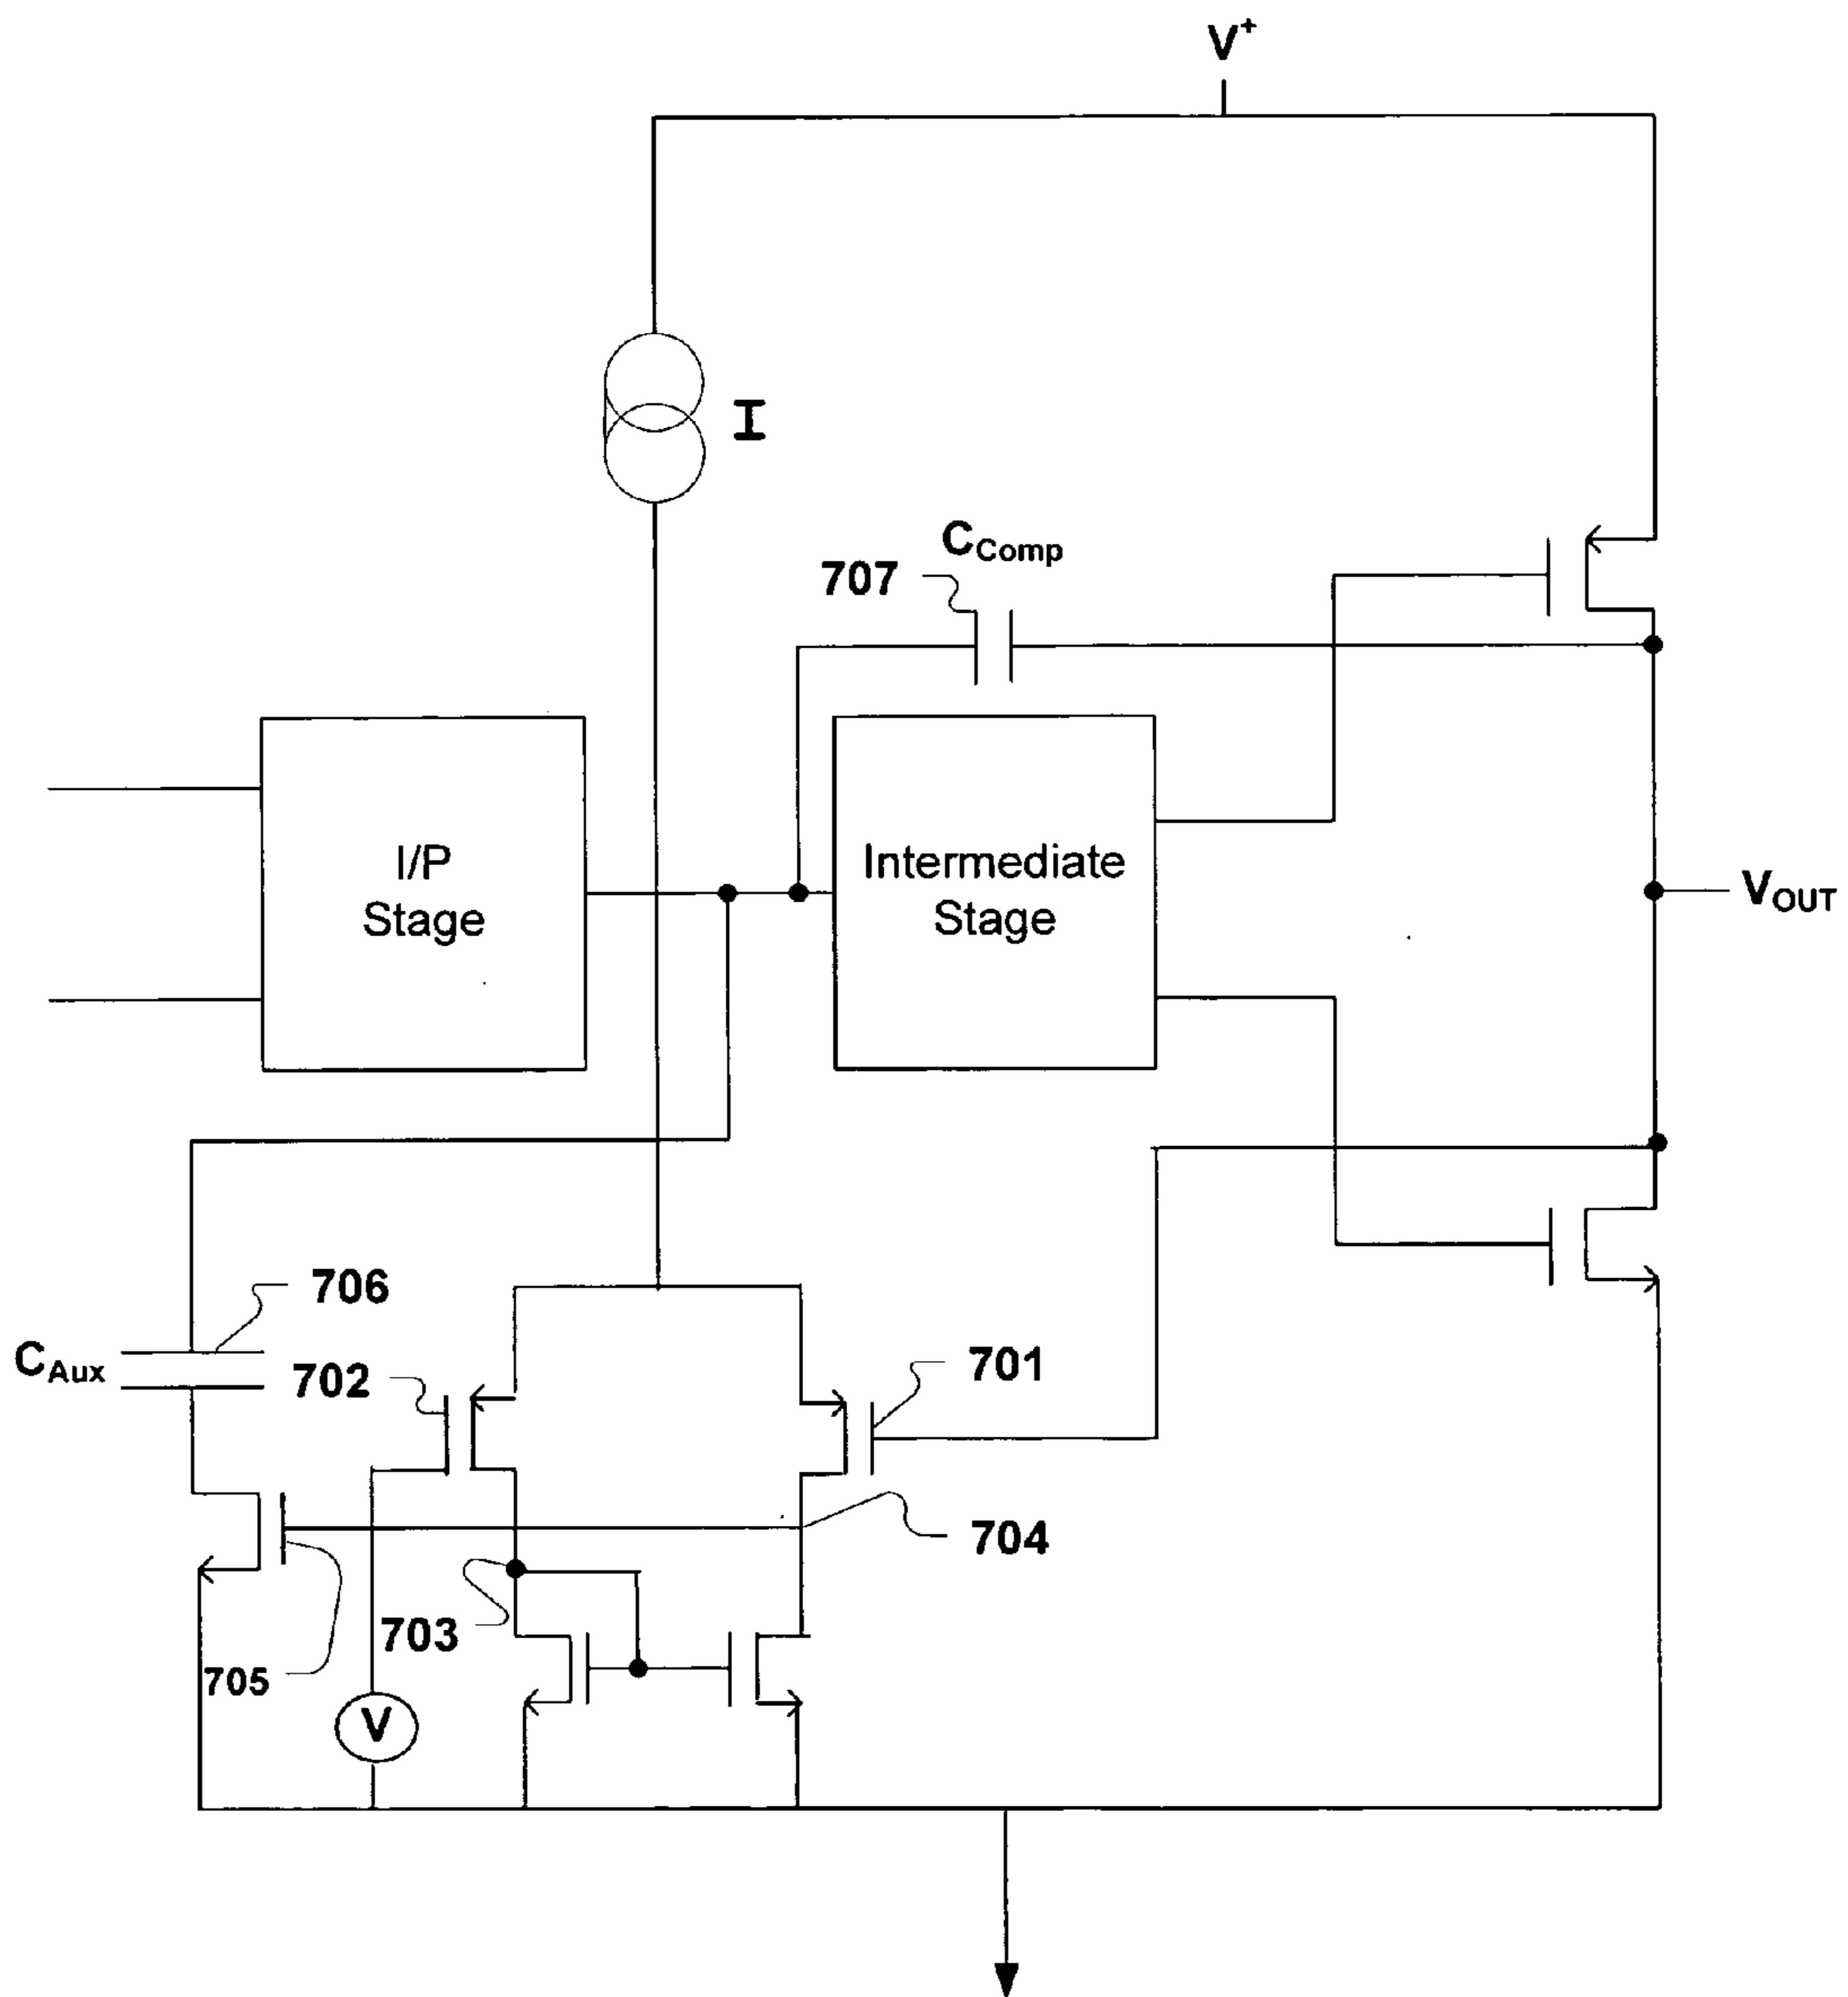 V+
I
CComp
707
I/P
Stage
Intermediate
Stage
VOUT
706
CAux
702
701
704
703
705
V